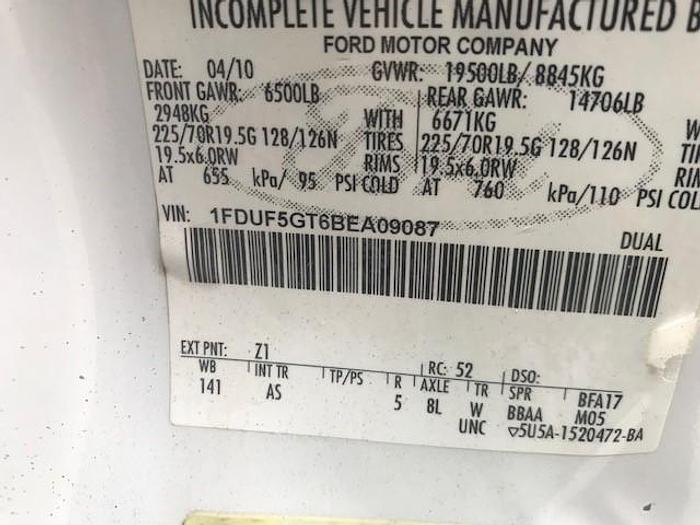 INCOMPLETE VEHICLE MANUFACTURED B
FORD MOTOR COMPANY
DATE: 04/10 GVWR: 19500LB/ 8845KG
FRONT GAWR: 6500LB REAR GAWR: 14706LB
2948KG WITH 6671KG W
225/70R19.5G 128/126N TIRES 225/70R19.5G 128/126N TI
19.5x6.0RW RIMS 19.5x6.0RW RIM
AT 655 kPa/ 95 PSI COLD AT 760 kPa/110 PSI COL
VIN: 1FDUF5GT6BEA09087
DUAL
EXT PNT: Z1 RC: 52 DSO:
WB INT TR TP/PS R AXLE TR SPR BFA17
141 AS 5 8L W BBAA M05
UNC ▽5U5A-1520472-BA